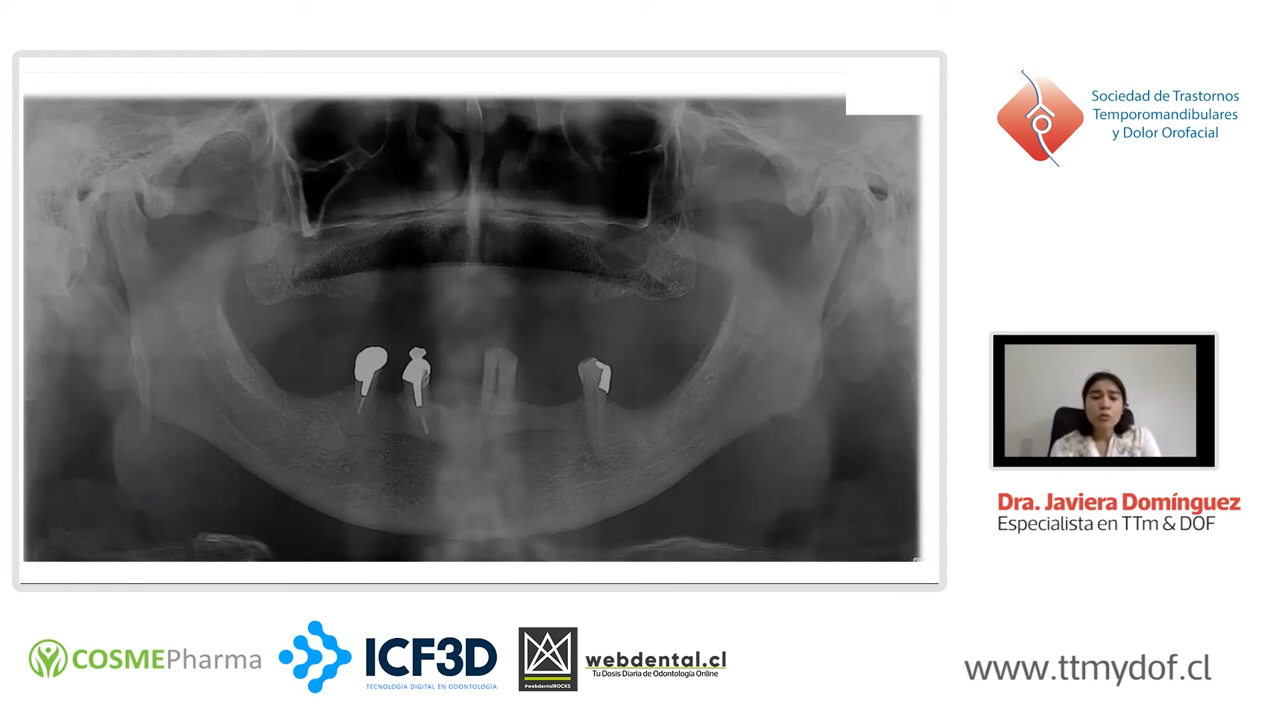 Sociedad de Trastornos
Temporomandibulares
y Dolor Orofacial
Dra. Javiera Domínguez
Especialista en TTm & DOF
COSMEPharma
ICF3D
TECNOLOGÍA DIGITAL EN ODONTOLOGÍA
#webdentalROCKS
webdental.cl
Tu Dosis Diaria de Odontología Online
www.ttmydof.cl